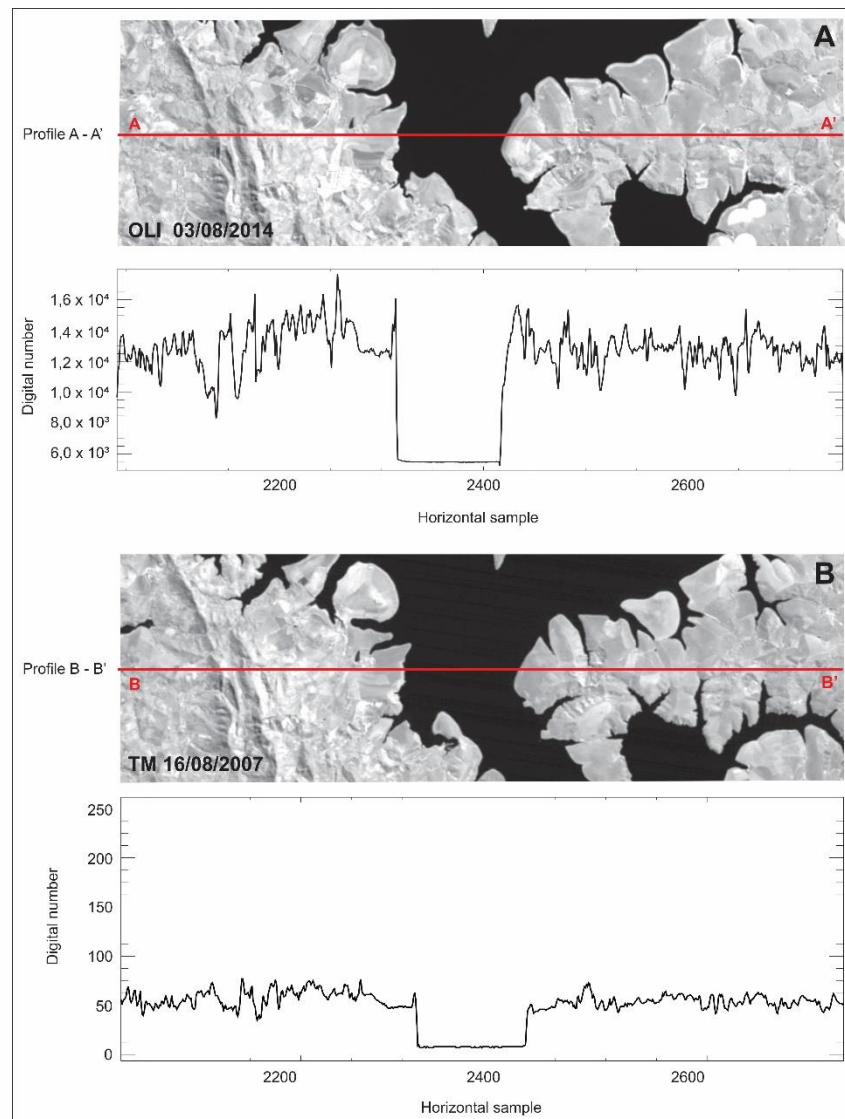 A
Profile A - A’
A
A’
OLI 03/08/2014
1,6 x 10⁴
1,4 x 10⁴
1,2 x 10⁴
1,0 x 10⁴
8,0 x 10³
6,0 x 10³
Digital number
2200
2400
2600
Horizontal sample
B
Profile B - B’
B
B’
TM 16/08/2007
250
200
150
100
50
0
Digital number
2200
2400
2600
Horizontal sample